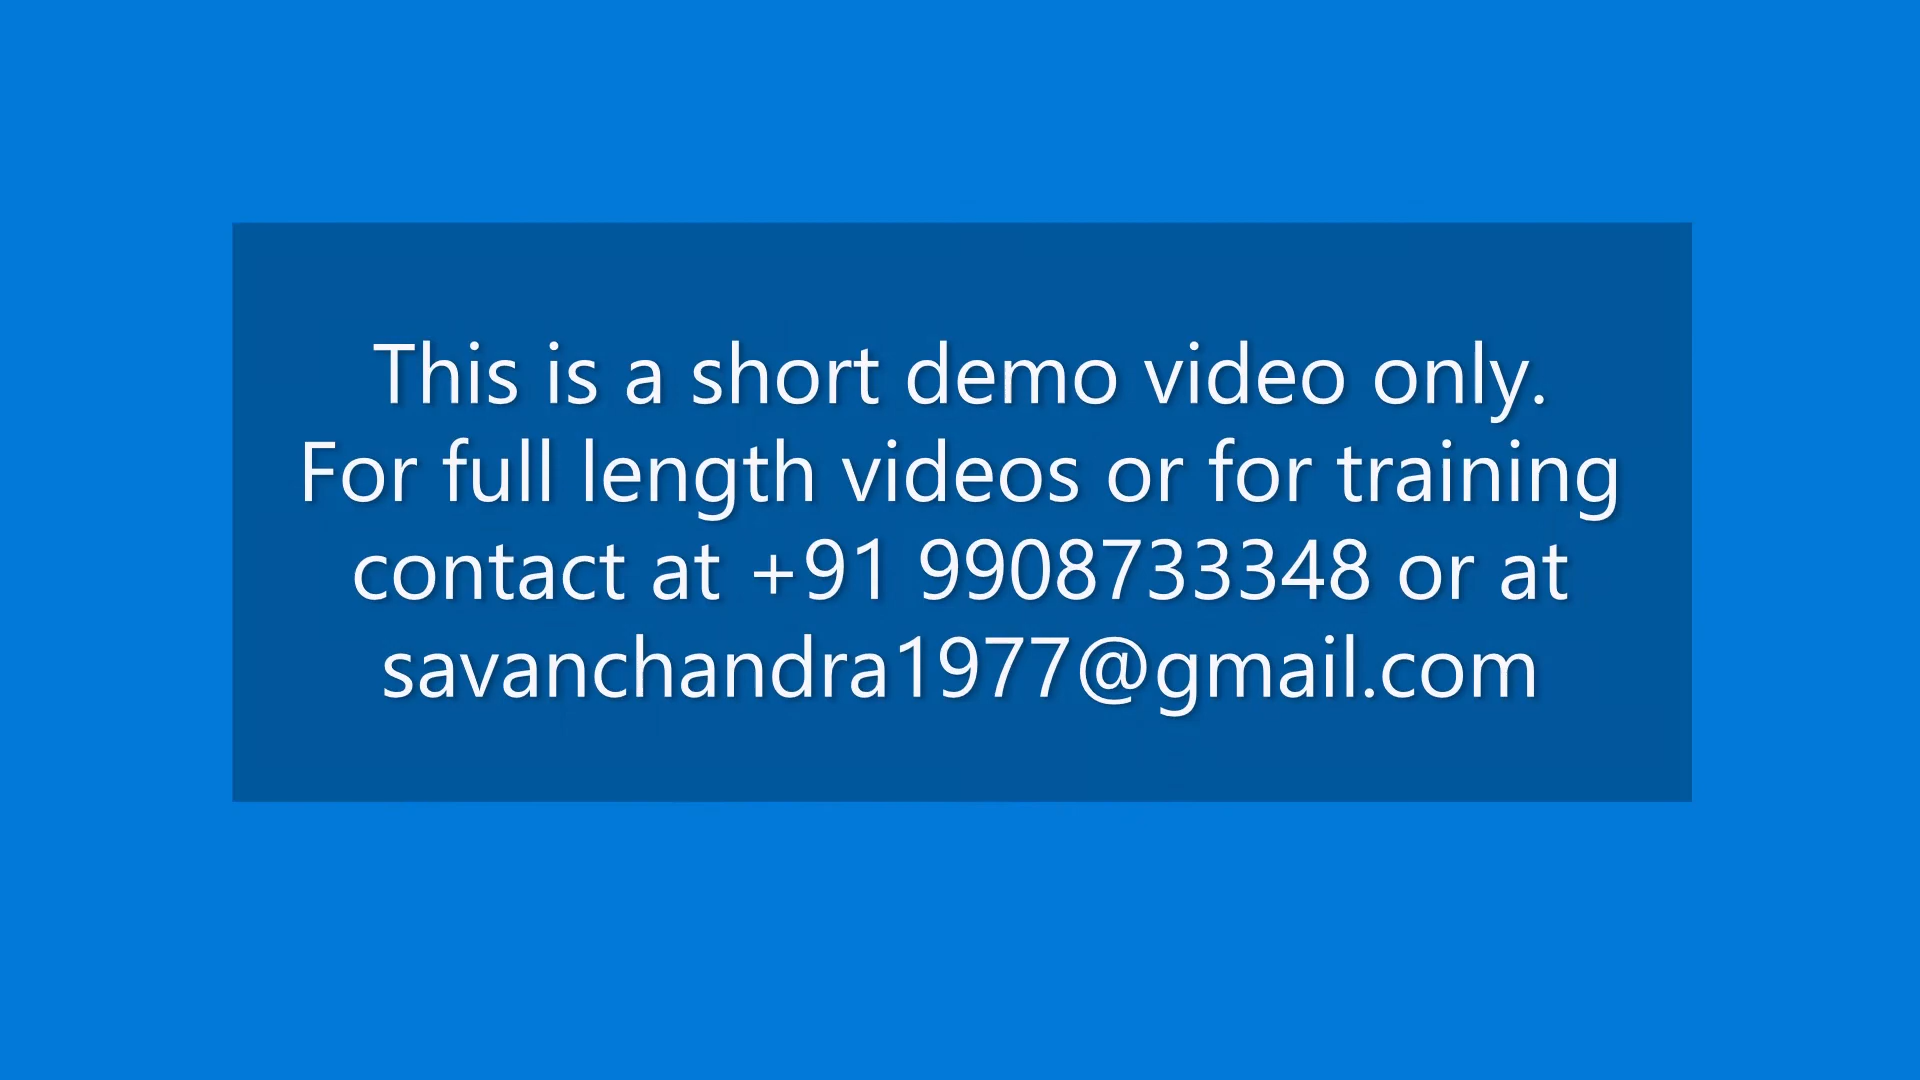 This is a short demo video only.
For full length videos or for training
contact at +91 9908733348 or at
savanchandra1977@gmail.com